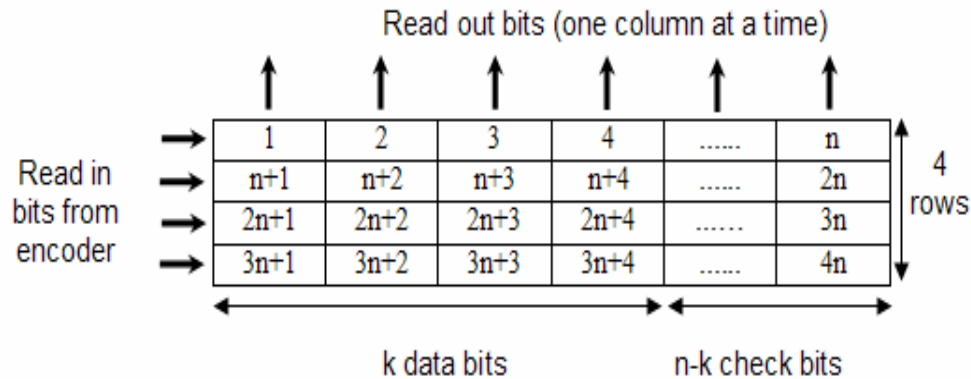 Read out bits (one column at a time)
1 2 3 4 ...... n
n+1 n+2 n+3 n+4 ...... 2n
2n+1 2n+2 2n+3 2n+4 ...... 3n
3n+1 3n+2 3n+3 3n+4 ...... 4n
Read in
bits from
encoder
4
rows
k data bits
n-k check bits